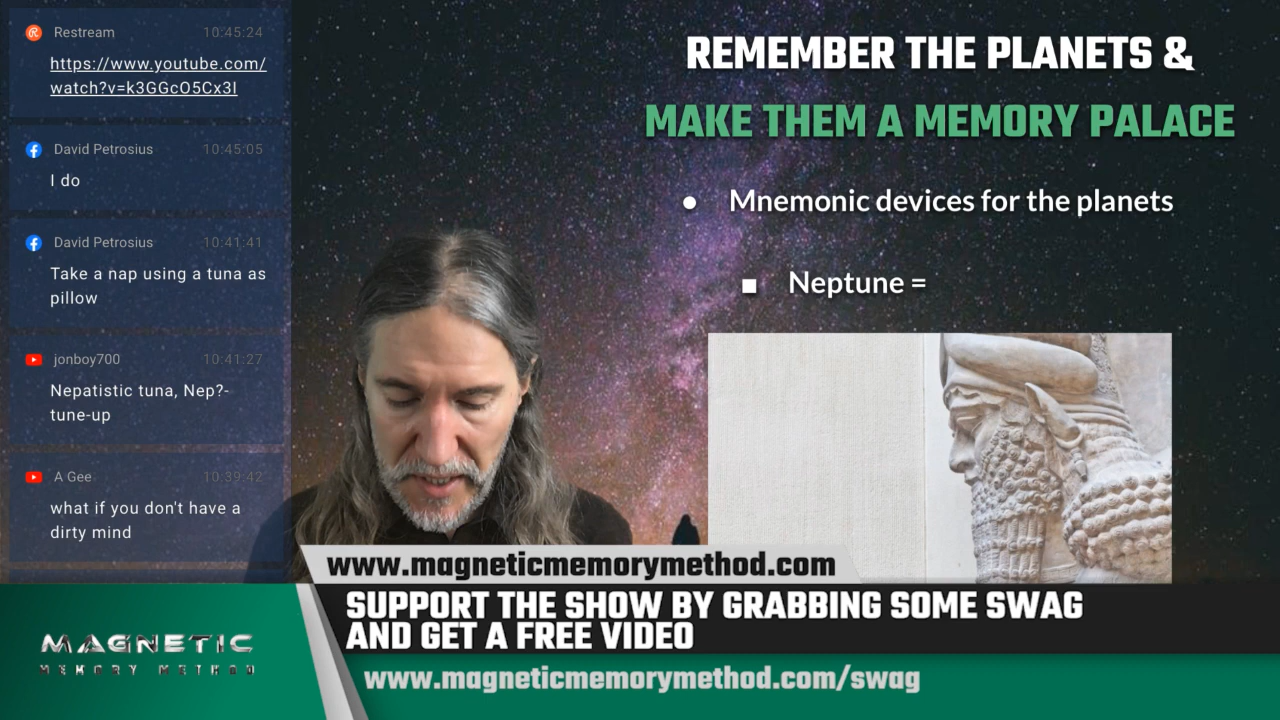 Restream 10:45:24
https://www.youtube.com/
watch?v=k3GGcO5Cx3I
David Petrosius 10:45:05
I do
David Petrosius 10:41:41
Take a nap using a tuna as
pillow
jonboy700 10:41:27
Nepatistic tuna, Nep?-
tune-up
A Gee 10:39:42
what if you don't have a
dirty mind
REMEMBER THE PLANETS &
MAKE THEM A MEMORY PALACE
• Mnemonic devices for the planets
▪ Neptune =
www.magneticmemorymethod.com
SUPPORT THE SHOW BY GRABBING SOME SWAG
AND GET A FREE VIDEO
www.magneticmemorymethod.com/swag
MAGNETIC
MEMORY METHOD